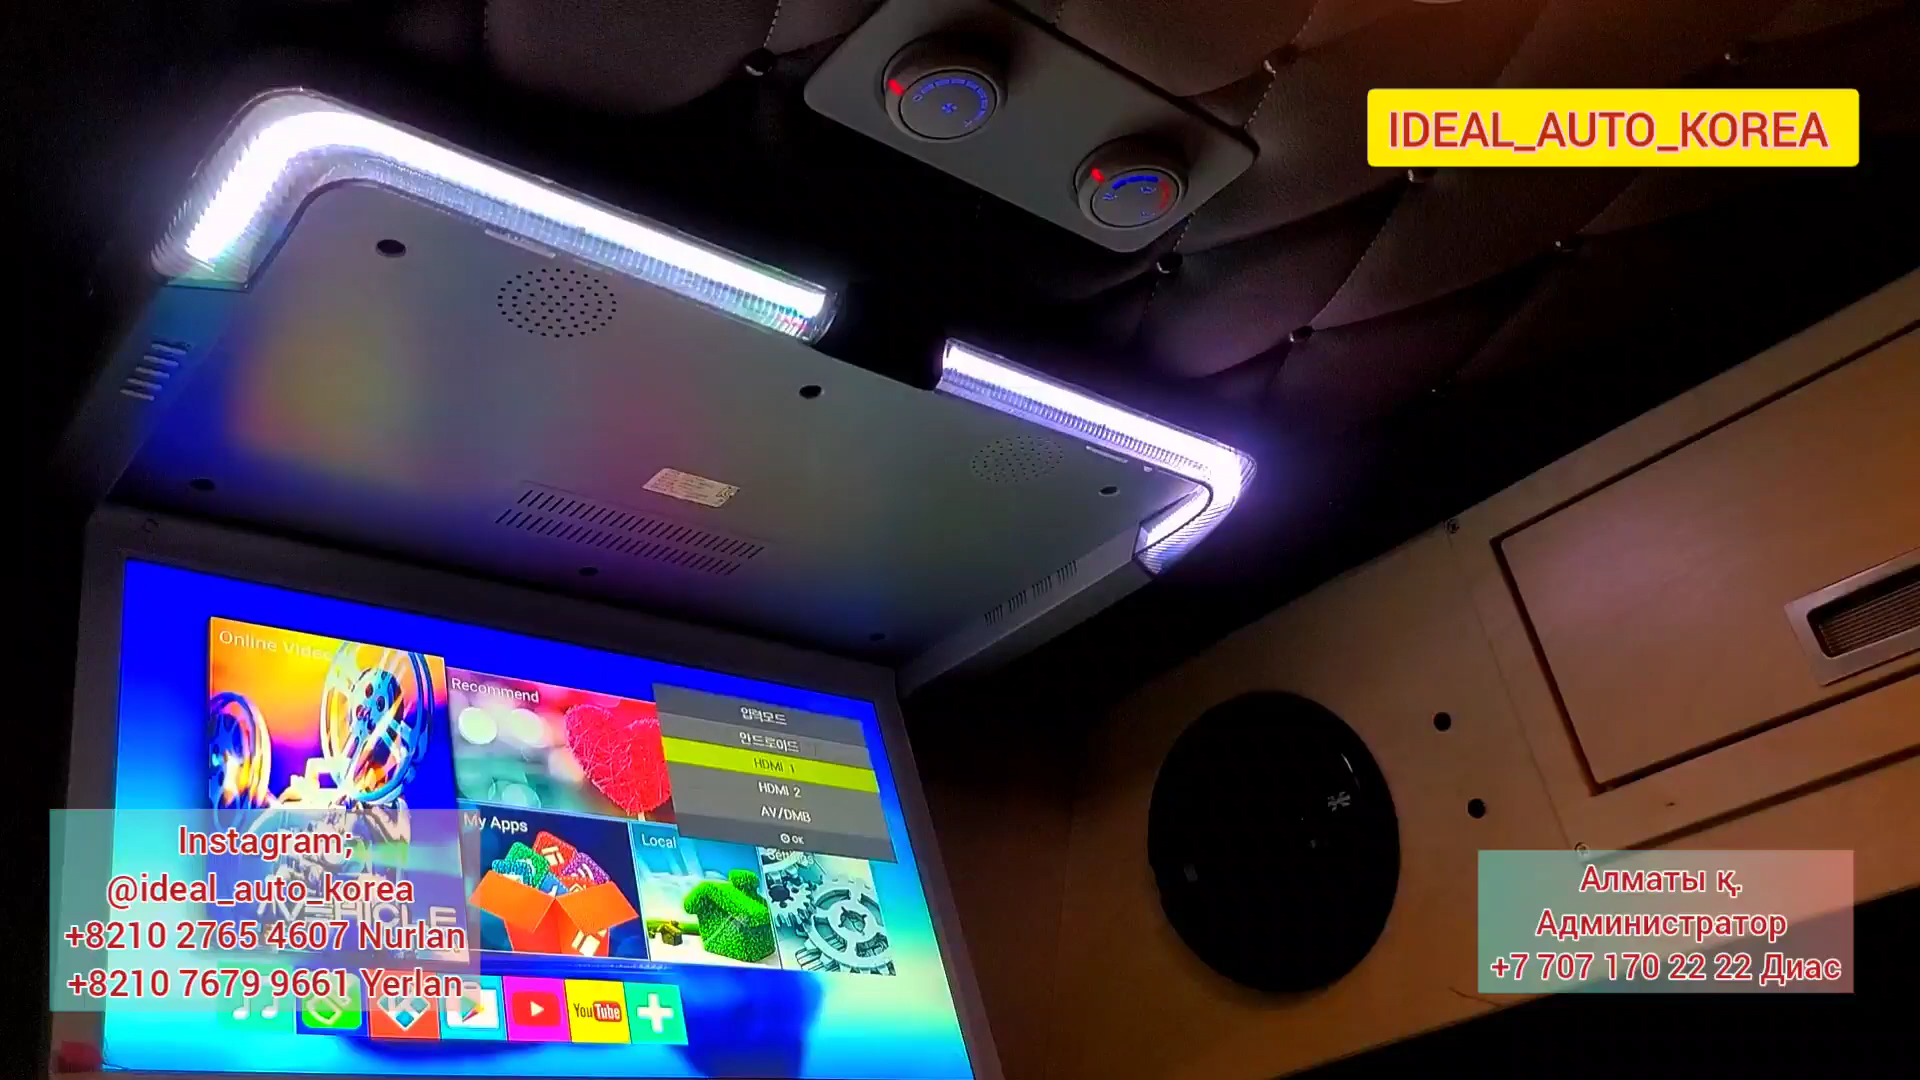 IDEAL_AUTO_KOREA
Online Video
Recommend
입력모드
안드로이드
HDMI 1
HDMI 2
AV/DMB
OK
My Apps
Local
Settings
VEHICLE
YouTube
Instagram;
@ideal_auto_korea
+8210 2765 4607 Nurlan
+8210 7679 9661 Yerlan
Алматы қ.
Администратор
+7 707 170 22 22 Диас